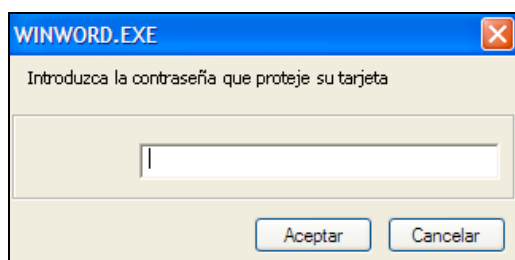 WINWORD.EXE
Introduzca la contraseña que proteje su tarjeta
Aceptar
Cancelar